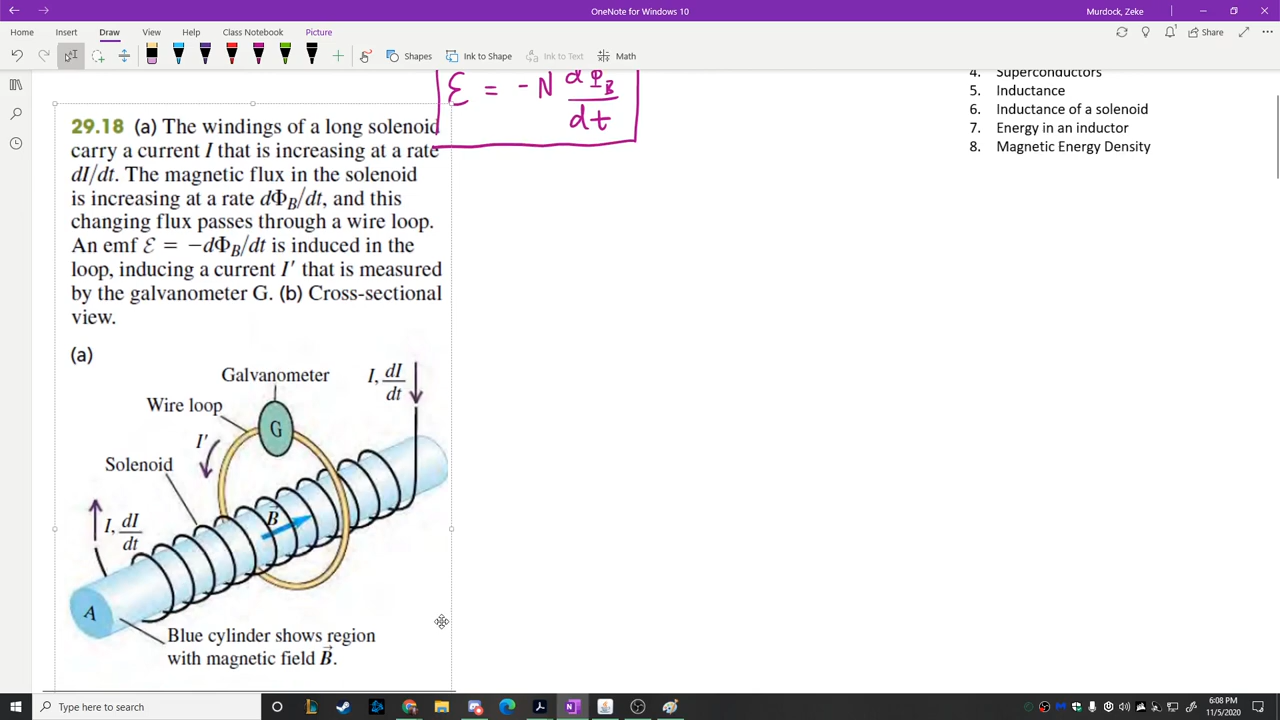 OneNote for Windows 10
Murdock, Zeke
Home Insert Draw View Help Class Notebook Picture
Share
Shapes Ink to Shape Ink to Text Math
ℰ = -N dΦ_B/dt
29.18 (a) The windings of a long solenoid
carry a current I that is increasing at a rate
dI/dt. The magnetic flux in the solenoid
is increasing at a rate dΦ_B/dt, and this
changing flux passes through a wire loop.
An emf ℰ = −dΦ_B/dt is induced in the
loop, inducing a current I′ that is measured
by the galvanometer G. (b) Cross-sectional
view.
(a)
Galvanometer
I, dI/dt
Wire loop
G
I′
Solenoid
B⃗
I, dI/dt
A
Blue cylinder shows region
with magnetic field B⃗.
4. Superconductors
5. Inductance
6. Inductance of a solenoid
7. Energy in an inductor
8. Magnetic Energy Density
Type here to search
6:08 PM
11/5/2020